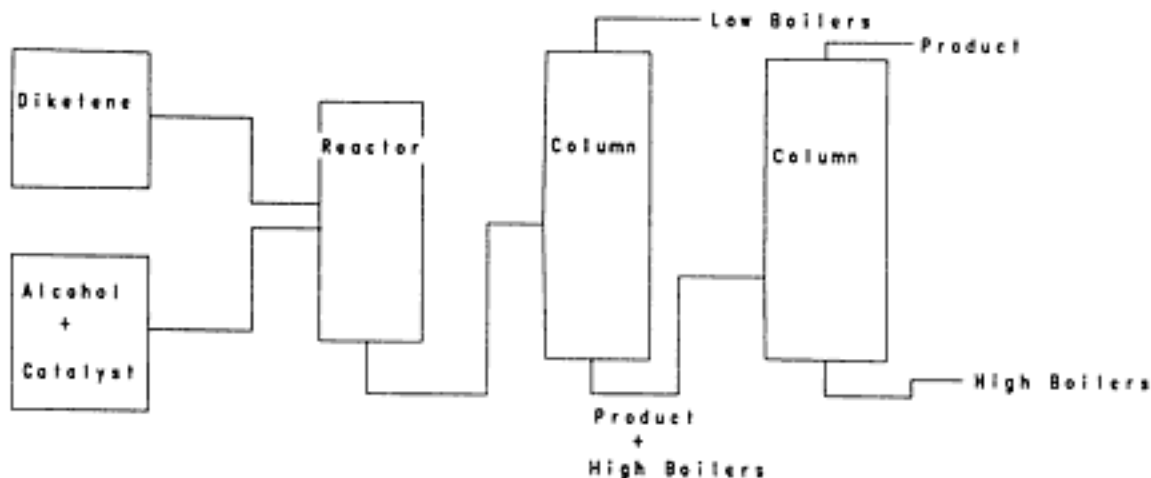 Low Boilers
Product
Diketene
Reactor
Column
Column
Alcohol
+
Catalyst
High Boilers
Product
+
High Boilers